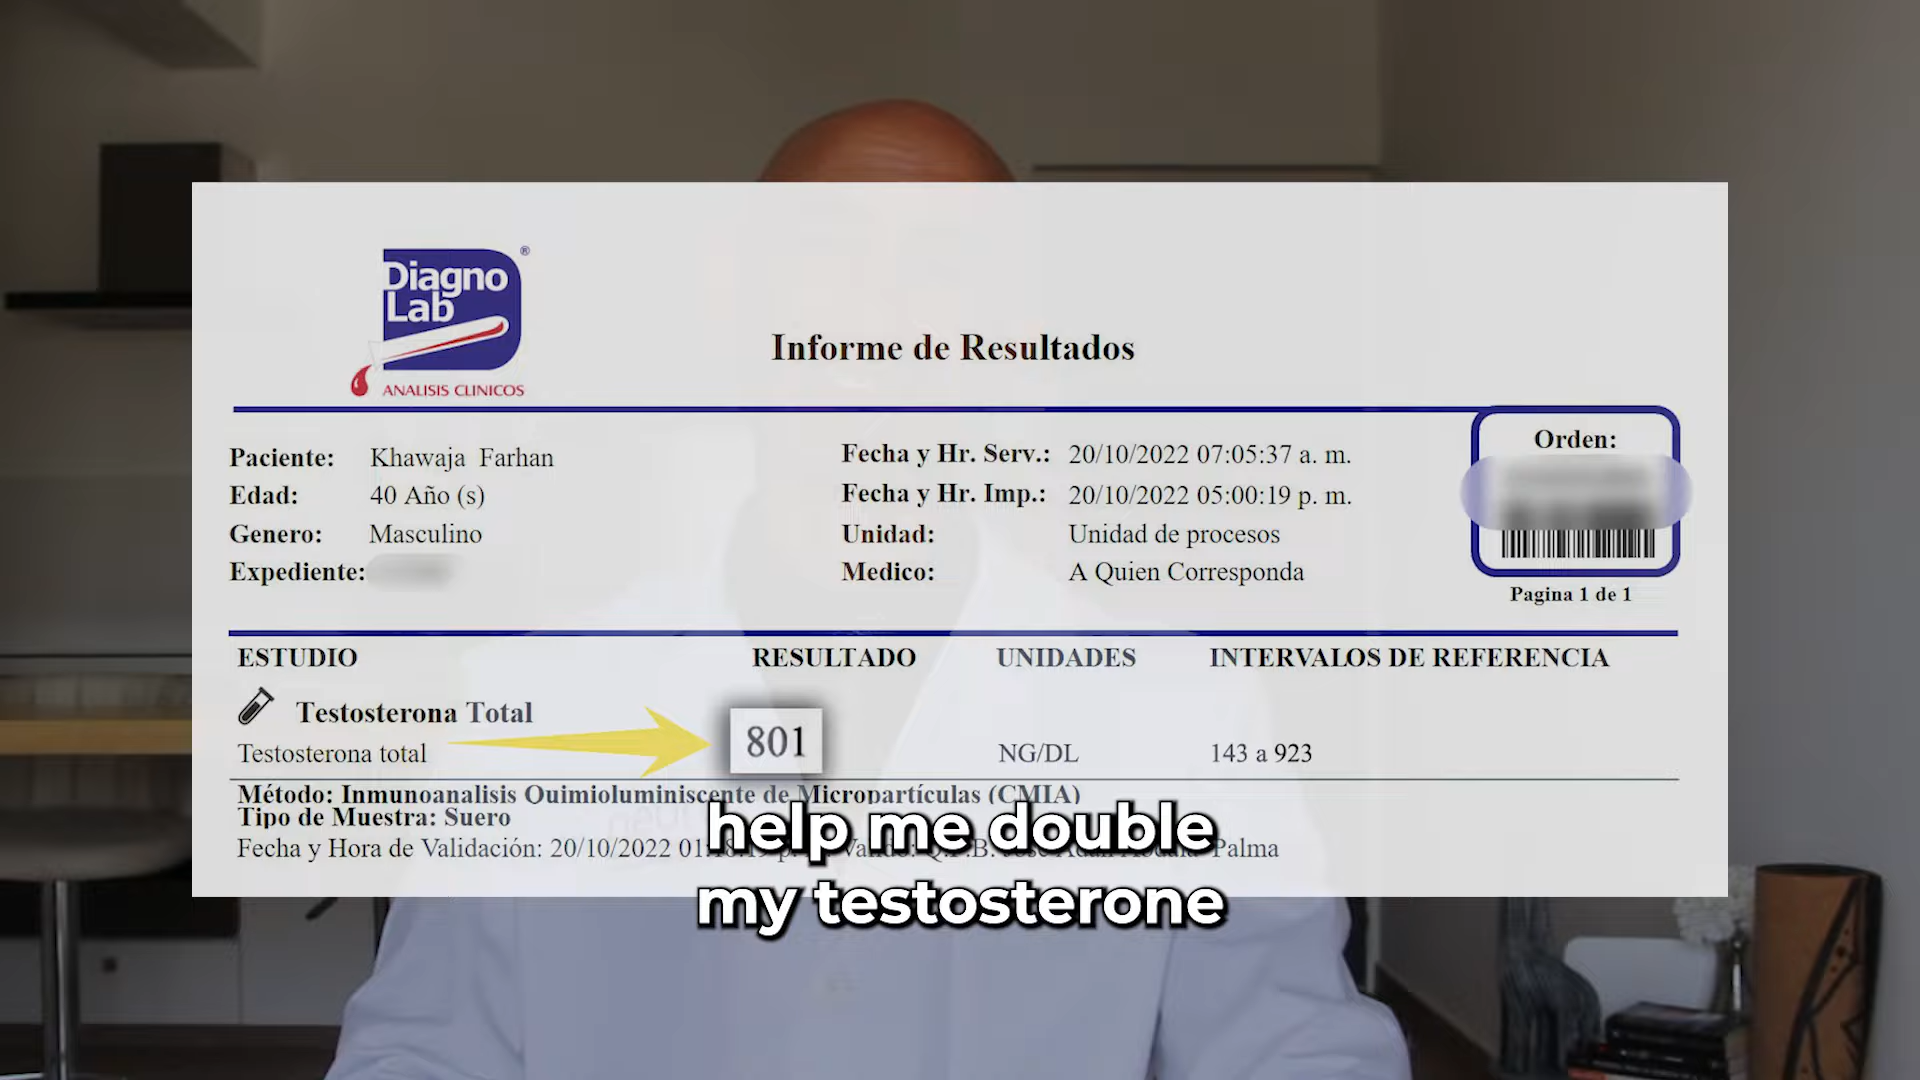 Diagno
Lab
®
ANALISIS CLINICOS
Informe de Resultados
Paciente: Khawaja Farhan
Edad: 40 Año (s)
Genero: Masculino
Expediente:
Fecha y Hr. Serv.: 20/10/2022 07:05:37 a. m.
Fecha y Hr. Imp.: 20/10/2022 05:00:19 p. m.
Unidad: Unidad de procesos
Medico: A Quien Corresponda
Orden:
Pagina 1 de 1
ESTUDIO RESULTADO UNIDADES INTERVALOS DE REFERENCIA
Testosterona Total
Testosterona total 801 NG/DL 143 a 923
Método: Inmunoanalisis Quimioluminiscente de Micropartículas (CMIA)
Tipo de Muestra: Suero
Fecha y Hora de Validación: 20/10/2022 Palma
help me double
my testosterone